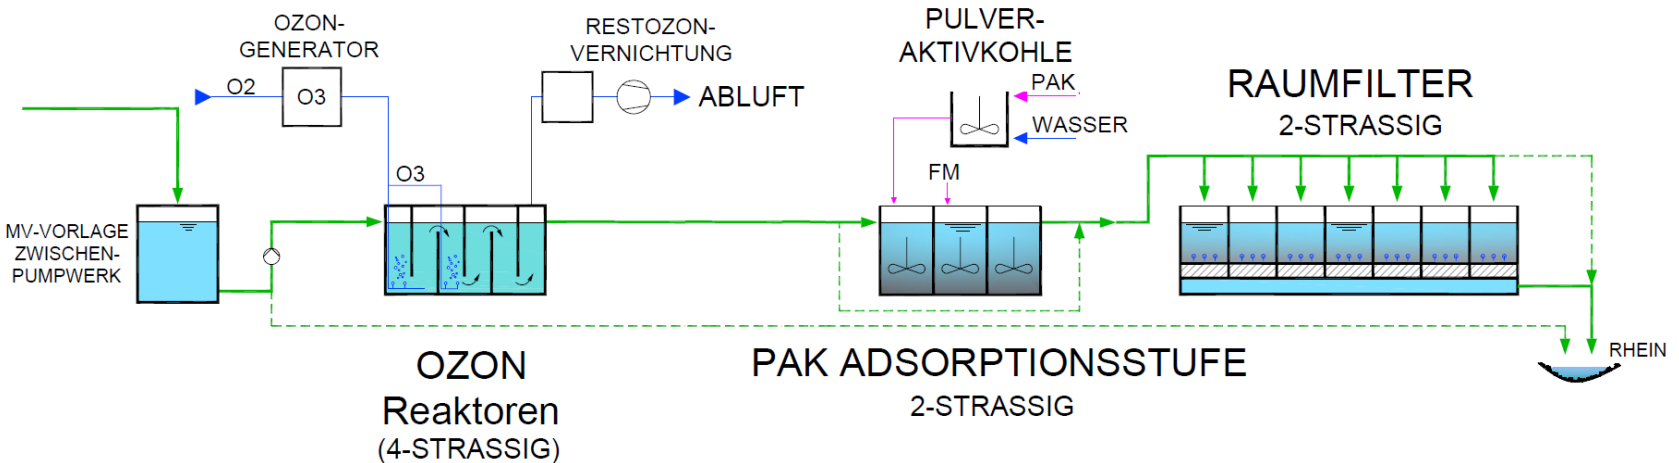 OZON-
GENERATOR
O2
O3
RESTOZON-
VERNICHTUNG
ABLUFT
PULVER-
AKTIVKOHLE
PAK
WASSER
RAUMFILTER
2-STRASSIG
MV-VORLAGE
ZWISCHEN-
PUMPWERK
O3
FM
OZON
Reaktoren
(4-STRASSIG)
PAK ADSORPTIONSSTUFE
2-STRASSIG
RHEIN